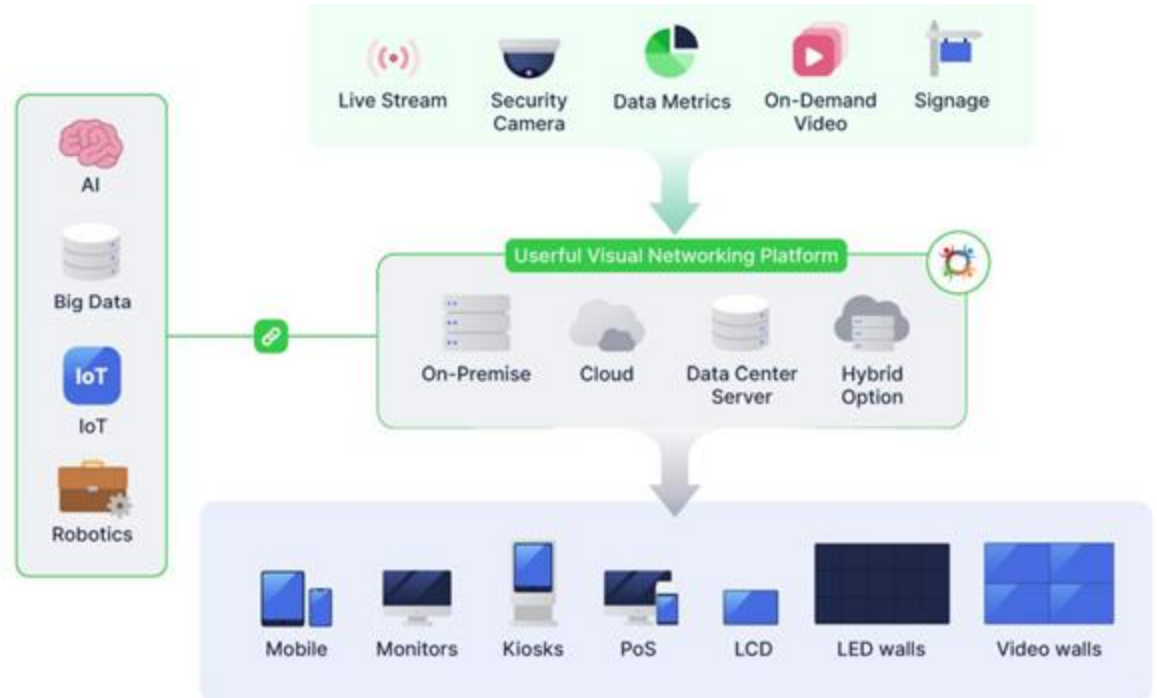 Live Stream
Security
Camera
Data Metrics
On-Demand
Video
Signage
AI
Big Data
IoT
IoT
Robotics
Userful Visual Networking Platform
On-Premise
Cloud
Data Center
Server
Hybrid
Option
Mobile
Monitors
Kiosks
PoS
LCD
LED walls
Video walls